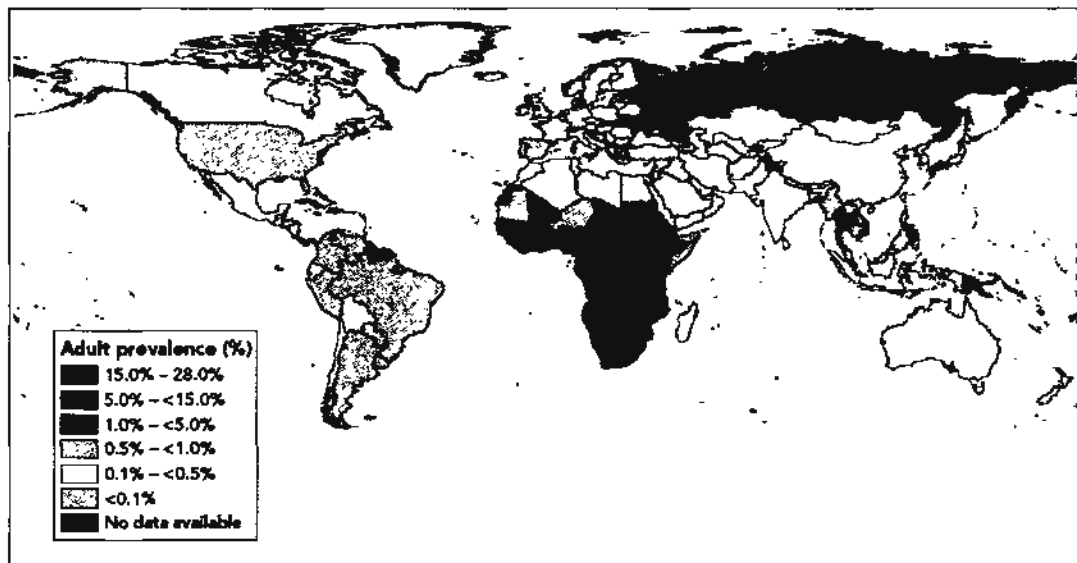 Adult prevalence (%)
15.0% – 28.0%
5.0% – <15.0%
1.0% – <5.0%
0.5% – <1.0%
0.1% – <0.5%
<0.1%
No data available